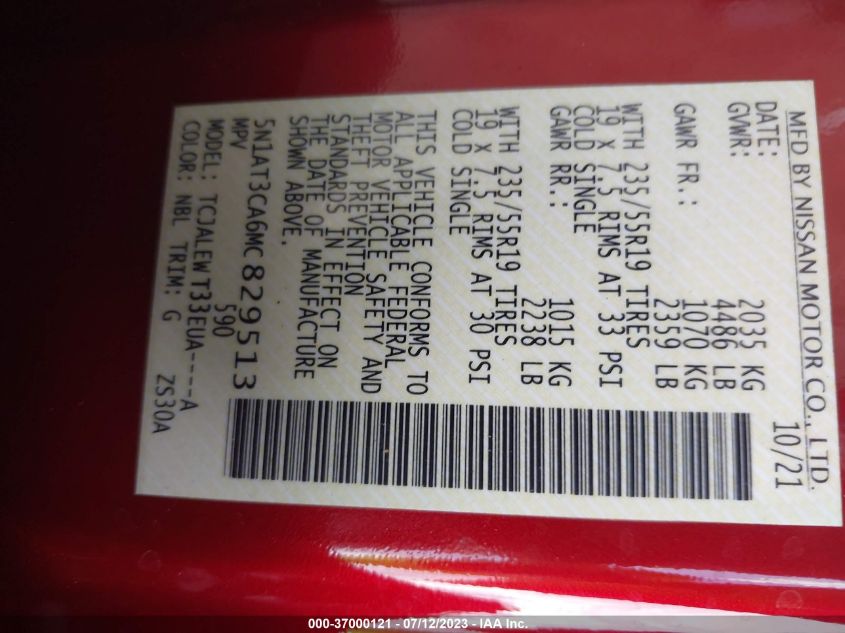 MFD BY NISSAN MOTOR CO., LTD.
DATE: 10/21
GVWR: 2035 KG
4486 LB
GAWR FR.: 1070 KG
2359 LB
WITH 235/55R19 TIRES
19 X 7.5 RIMS AT 33 PSI
COLD SINGLE
GAWR RR.: 1015 KG
2238 LB
WITH 235/55R19 TIRES
19 X 7.5 RIMS AT 30 PSI
COLD SINGLE
THIS VEHICLE CONFORMS TO
ALL APPLICABLE FEDERAL
MOTOR VEHICLE SAFETY AND
THEFT PREVENTION
STANDARDS IN EFFECT ON
THE DATE OF MANUFACTURE
SHOWN ABOVE.
5N1AT3CA6MC829513
MPV 590
MODEL: TCJALEWT33EUA----A
COLOR: NBL TRIM: G ZS30A
000-37000121 - 07/12/2023 - IAA Inc.